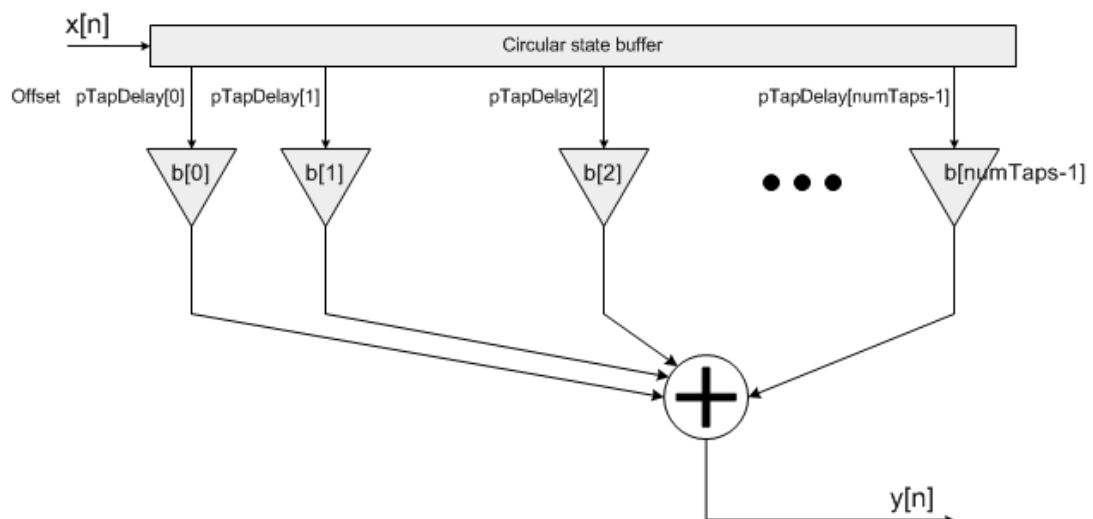 x[n]
Circular state buffer
Offset pTapDelay[0] pTapDelay[1] pTapDelay[2] pTapDelay[numTaps-1]
b[0] b[1] b[2] b[numTaps-1]
y[n]